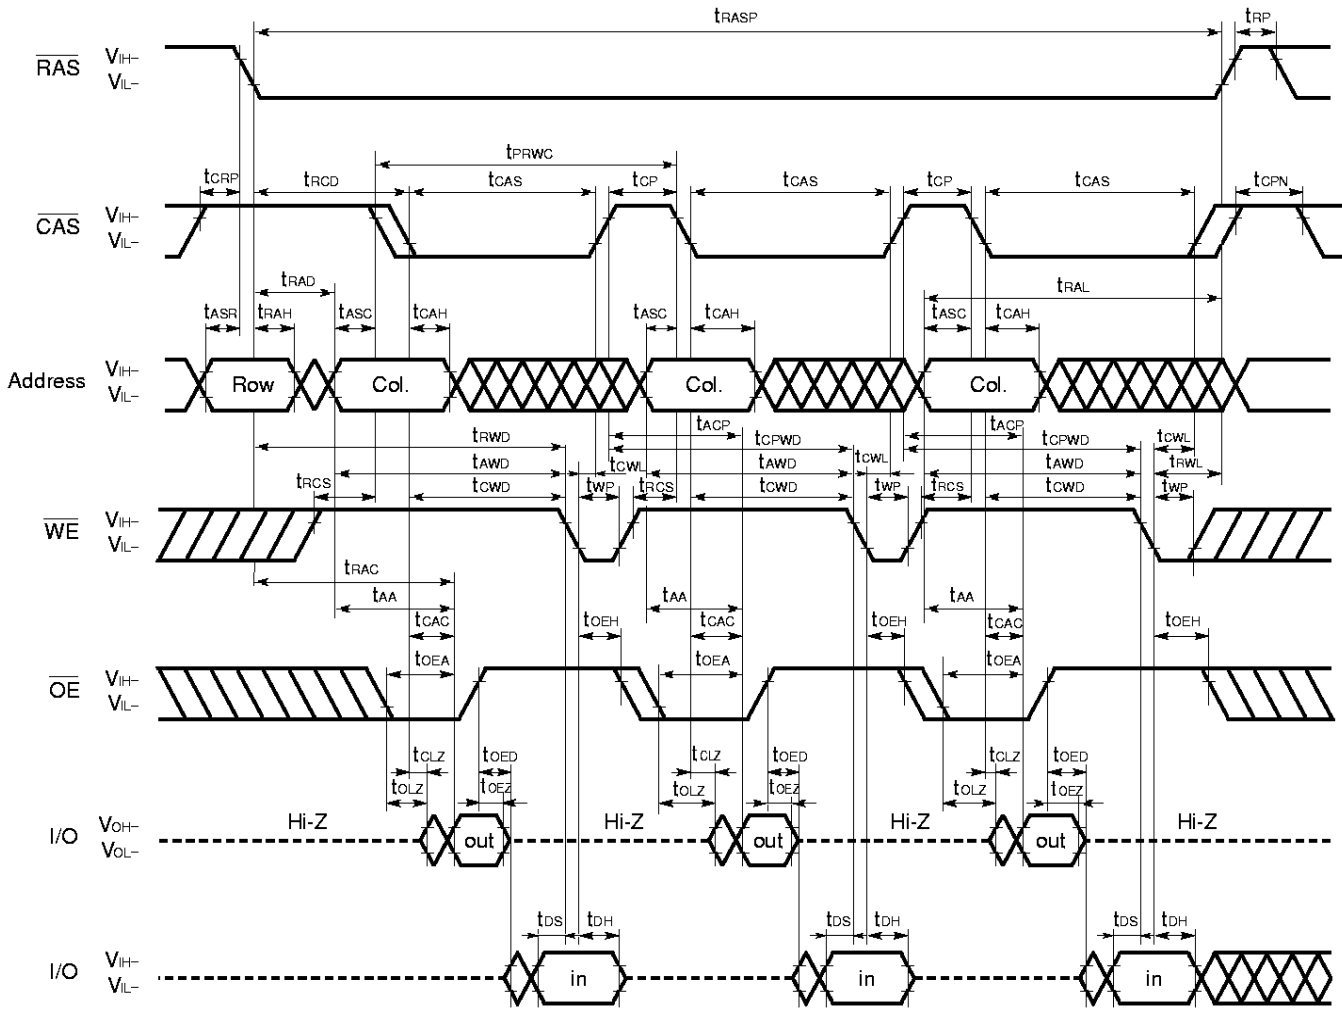 tRASP tRP
RAS VIH– VIL–
tPRWC
tCRP tRCD tCAS tCP tCAS tCP tCAS tCPN
CAS VIH– VIL–
tRAD tRAL
tASR tRAH tASC tCAH tASC tCAH tASC tCAH
Address VIH– VIL– Row Col. Col. Col.
tACP tACP
tRWD tCPWD tCPWD tCWL
tAWD tCWL tAWD tCWL tAWD tRWL
tRCS tCWD tWP tRCS tCWD tWP tRCS tCWD tWP
WE VIH– VIL–
tRAC
tAA tAA tAA
tCAC tOEH tCAC tOEH tCAC tOEH
tOEA tOEA tOEA
OE VIH– VIL–
tCLZ tOED tCLZ tOED tCLZ tOED
tOLZ tOEZ tOLZ tOEZ tOLZ tOEZ
I/O VOH– VOL– Hi-Z out Hi-Z out Hi-Z out Hi-Z
tDS tDH tDS tDH tDS tDH
I/O VIH– VIL– in in in